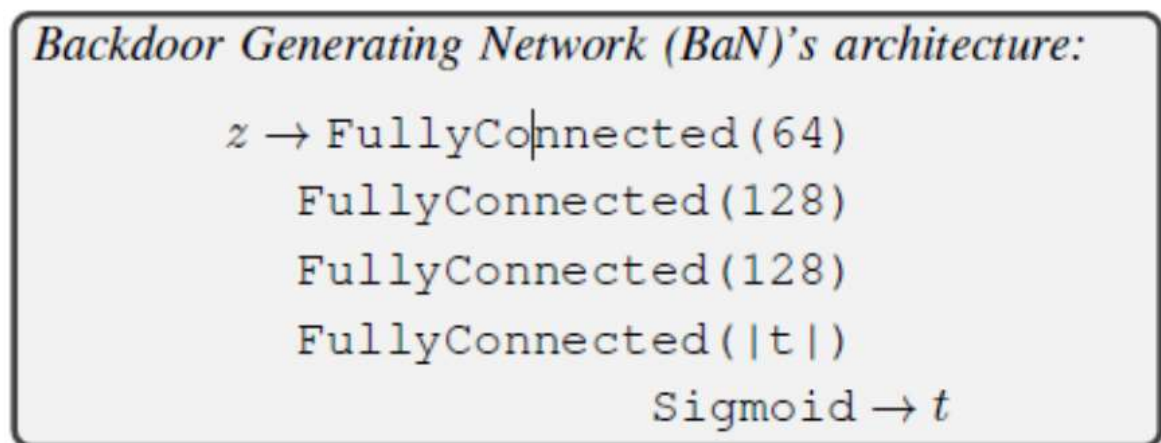 Backdoor Generating Network (BaN)'s architecture:
z → FullyConnected(64)
FullyConnected(128)
FullyConnected(128)
FullyConnected(|t|)
Sigmoid → t